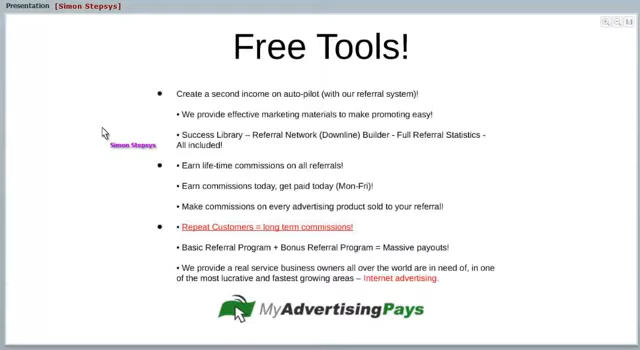 Presentation [Simon Stepsys]
Free Tools!
● Create a second income on auto-pilot (with our referral system)!
• We provide effective marketing materials to make promoting easy!
• Success Library – Referral Network (Downline) Builder - Full Referral Statistics -
All included!
● • Earn life-time commissions on all referrals!
• Earn commissions today, get paid today (Mon-Fri)!
• Make commissions on every advertising product sold to your referral!
● • Repeat Customers = long term commissions!
• Basic Referral Program + Bonus Referral Program = Massive payouts!
• We provide a real service business owners all over the world are in need of, in one
of the most lucrative and fastest growing areas – Internet advertising.
Simon Stepsys
MyAdvertisingPays